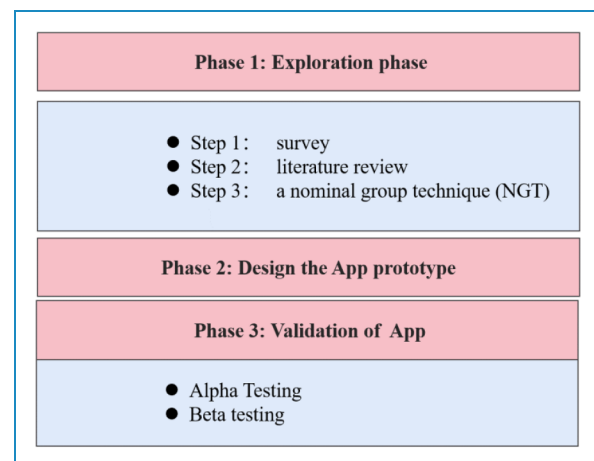 Phase 1: Exploration phase
● Step 1： survey
● Step 2： literature review
● Step 3： a nominal group technique (NGT)
Phase 2: Design the App prototype
Phase 3: Validation of App
● Alpha Testing
● Beta testing